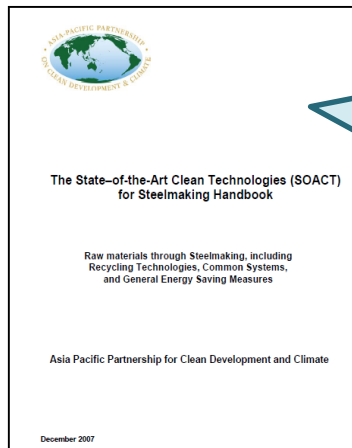 ASIA-PACIFIC PARTNERSHIP
ON CLEAN DEVELOPMENT & CLIMATE
The State–of-the-Art Clean Technologies (SOACT)
for Steelmaking Handbook
Raw materials through Steelmaking, including
Recycling Technologies, Common Systems,
and General Energy Saving Measures
Asia Pacific Partnership for Clean Development and Climate
December 2007